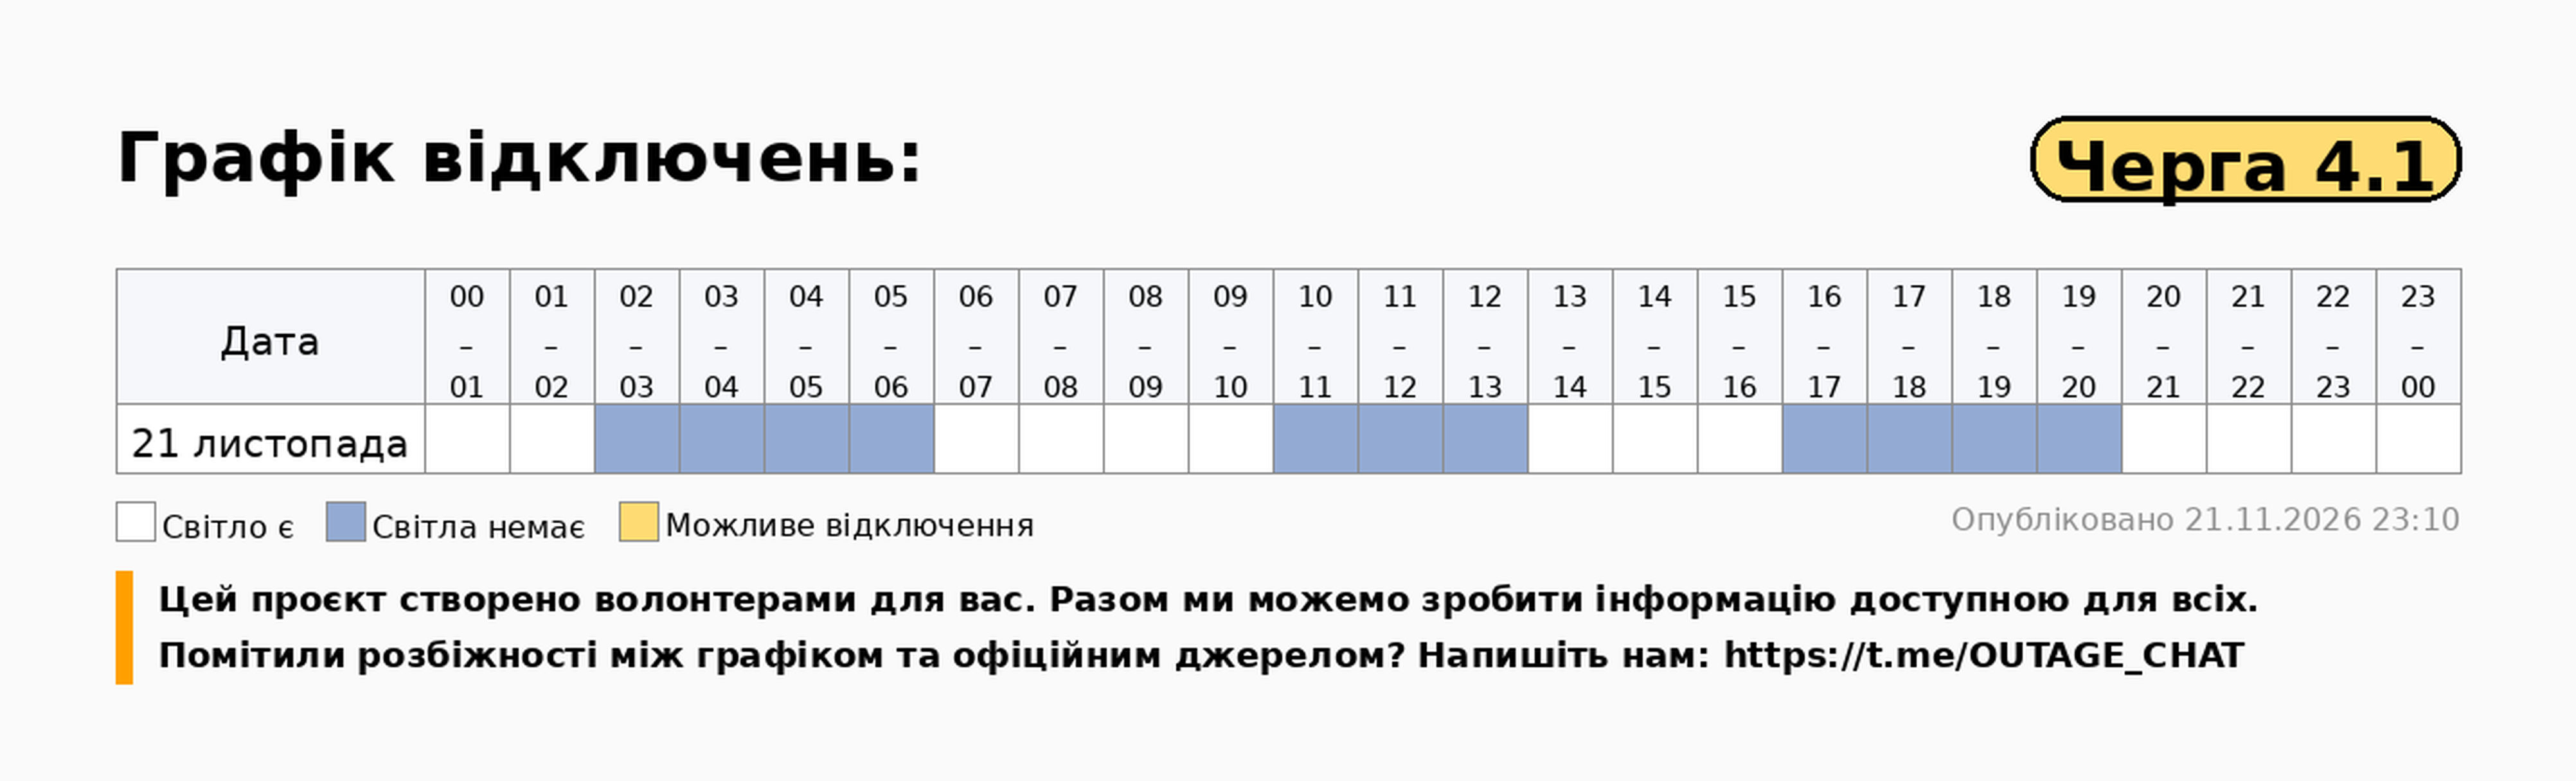 Графік відключень:
Черга 4.1
Дата
00 – 01
01 – 02
02 – 03
03 – 04
04 – 05
05 – 06
06 – 07
07 – 08
08 – 09
09 – 10
10 – 11
11 – 12
12 – 13
13 – 14
14 – 15
15 – 16
16 – 17
17 – 18
18 – 19
19 – 20
20 – 21
21 – 22
22 – 23
23 – 00
21 листопада
Світло є
Світла немає
Можливе відключення
Опубліковано 21.11.2026 23:10
Цей проєкт створено волонтерами для вас. Разом ми можемо зробити інформацію доступною для всіх.
Помітили розбіжності між графіком та офіційним джерелом? Напишіть нам: https://t.me/OUTAGE_CHAT